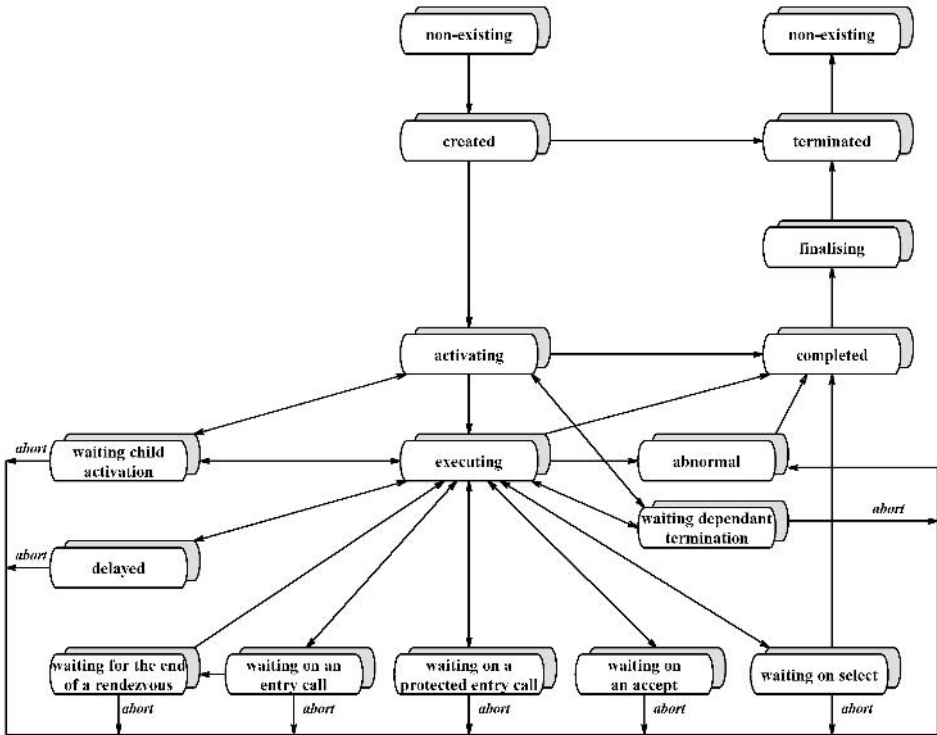 non-existing
non-existing
created
terminated
finalising
activating
completed
abort
waiting child
activation
executing
abnormal
waiting dependant
termination
abort
abort
delayed
waiting for the end
of a rendezvous
waiting on an
entry call
waiting on a
protected entry call
waiting on
an accept
waiting on select
abort
abort
abort
abort
abort